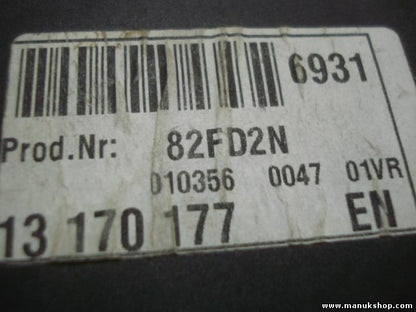 6931
Prod.Nr: 82FD2N
010356 0047 01VR
13 170 177 EN
www.manukshop.com